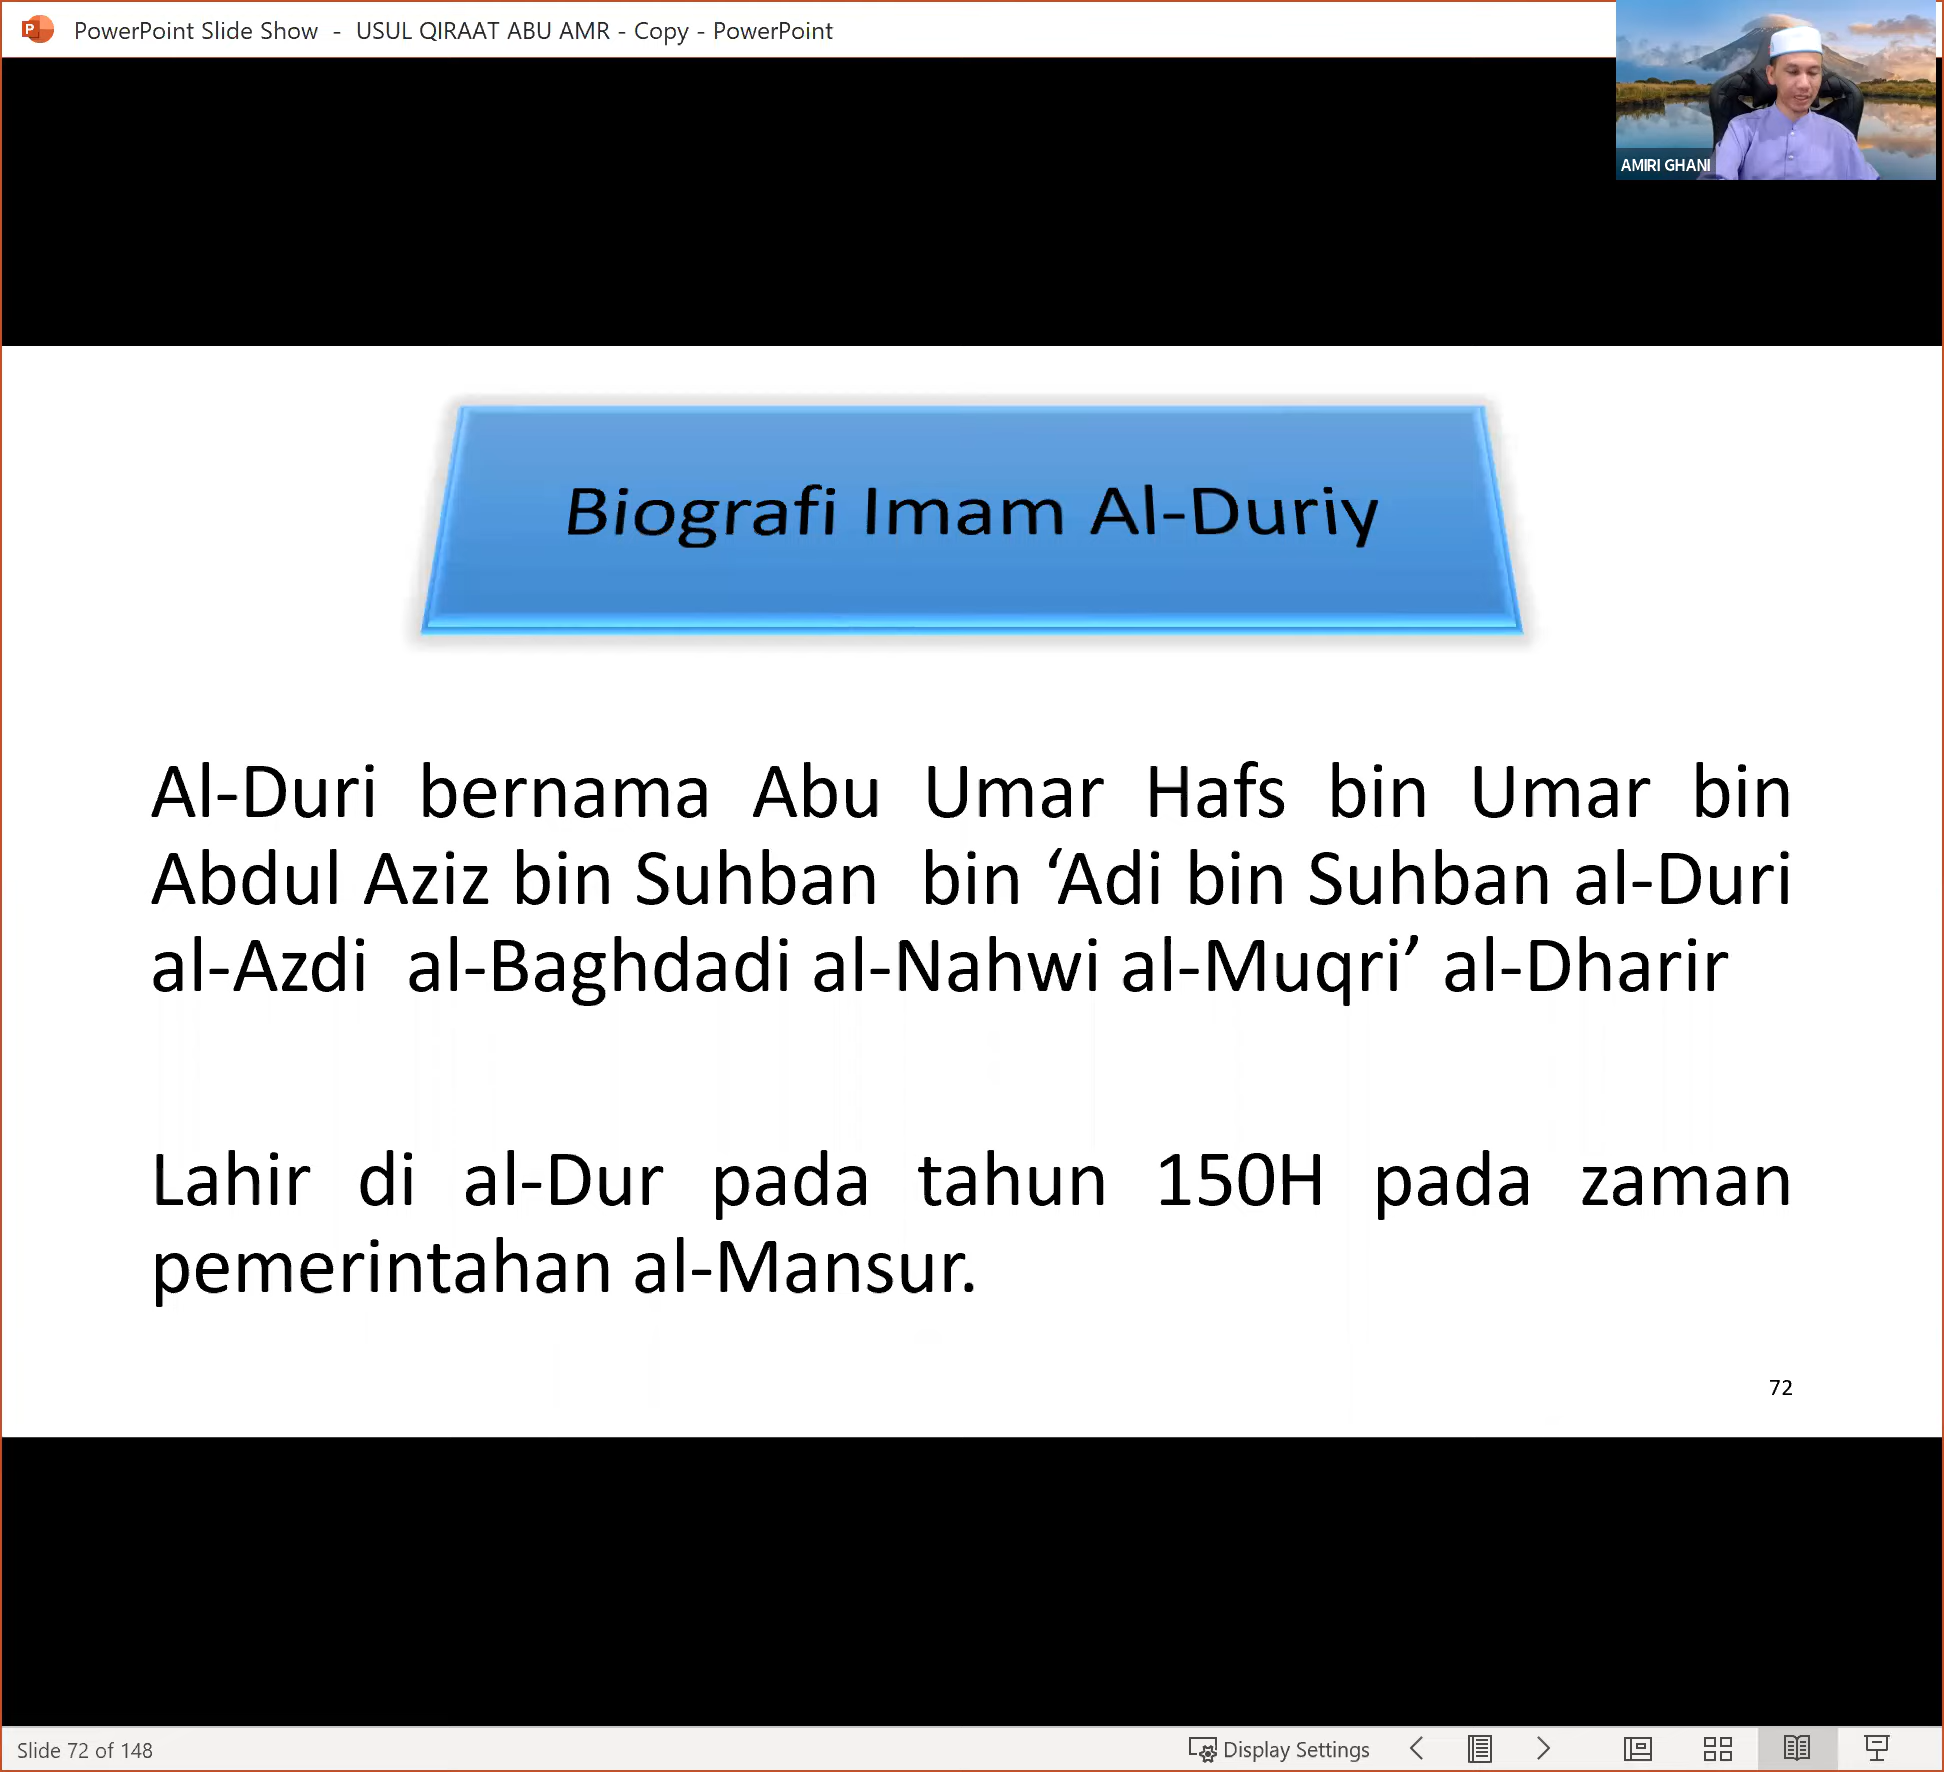 PowerPoint Slide Show - USUL QIRAAT ABU AMR - Copy - PowerPoint
AMIRI GHANI
Biografi Imam Al-Duriy
Al-Duri bernama Abu Umar Hafs bin Umar bin
Abdul Aziz bin Suhban bin ‘Adi bin Suhban al-Duri
al-Azdi al-Baghdadi al-Nahwi al-Muqri’ al-Dharir
Lahir di al-Dur pada tahun 150H pada zaman
pemerintahan al-Mansur.
72
Slide 72 of 148
Display Settings